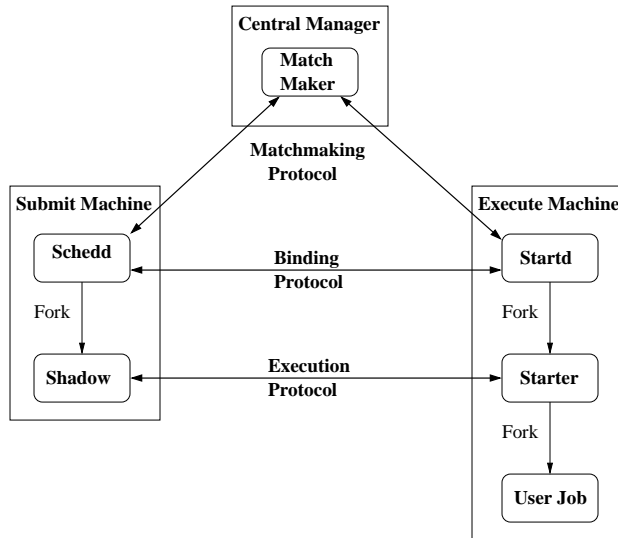 Central Manager
Match
Maker
Matchmaking
Protocol
Submit Machine
Execute Machine
Schedd
Binding
Protocol
Startd
Fork
Fork
Shadow
Execution
Protocol
Starter
Fork
User Job